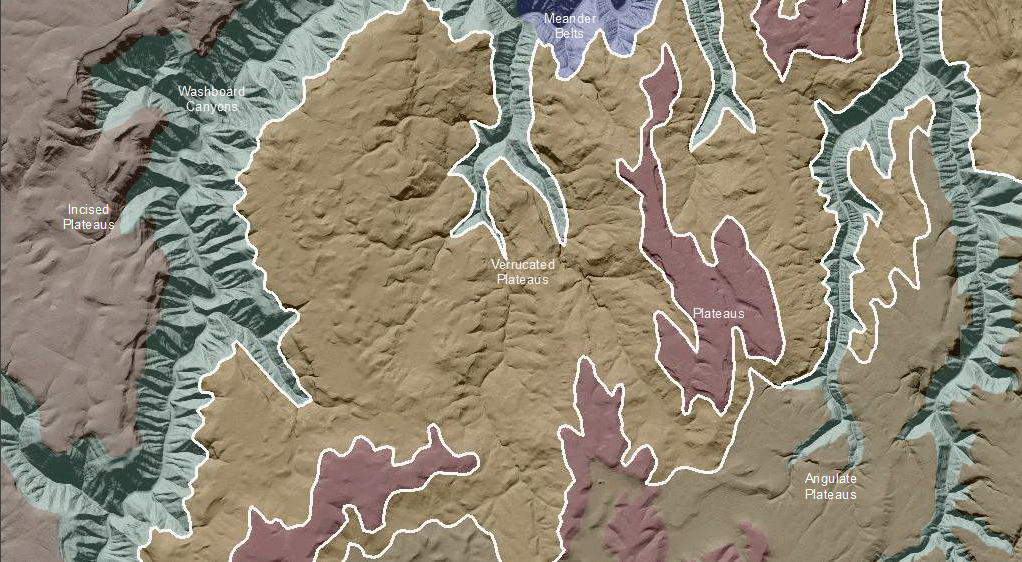 Meander
Belts
Washboard
Canyons
Incised
Plateaus
Verrucated
Plateaus
Plateaus
Angulate
Plateaus